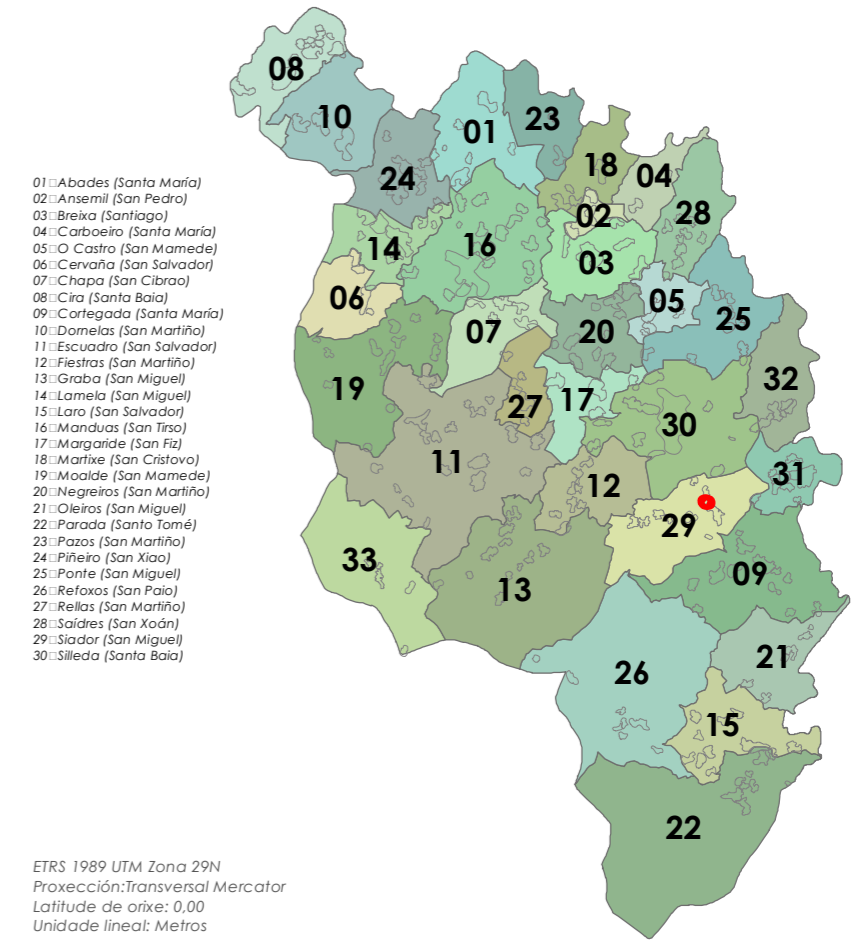 08
10
01
23
18
04
24
28
02
14
16
03
06
05
25
07
20
32
19
27
17
30
11
31
12
29
33
13
09
26
21
15
22
01□Abades (Santa María)
02□Ansemil (San Pedro)
03□Breixa (Santiago)
04□Carboeiro (Santa María)
05□O Castro (San Mamede)
06□Cervaña (San Salvador)
07□Chapa (San Cibrao)
08□Cira (Santa Baia)
09□Cortegada (Santa María)
10□Dornelas (San Martiño)
11□Escuadro (San Salvador)
12□Fiestras (San Martiño)
13□Graba (San Miguel)
14□Lamela (San Miguel)
15□Laro (San Salvador)
16□Manduas (San Tirso)
17□Margaride (San Fiz)
18□Martixe (San Cristovo)
19□Moalde (San Mamede)
20□Negreiros (San Martiño)
21□Oleiros (San Miguel)
22□Parada (Santo Tomé)
23□Pazos (San Martiño)
24□Piñeiro (San Xiao)
25□Ponte (San Miguel)
26□Refoxos (San Paio)
27□Rellas (San Martiño)
28□Saídres (San Xoán)
29□Siador (San Miguel)
30□Silleda (Santa Baia)
ETRS 1989 UTM Zona 29N
Proxección:Transversal Mercator
Latitude de orixe: 0,00
Unidade lineal: Metros